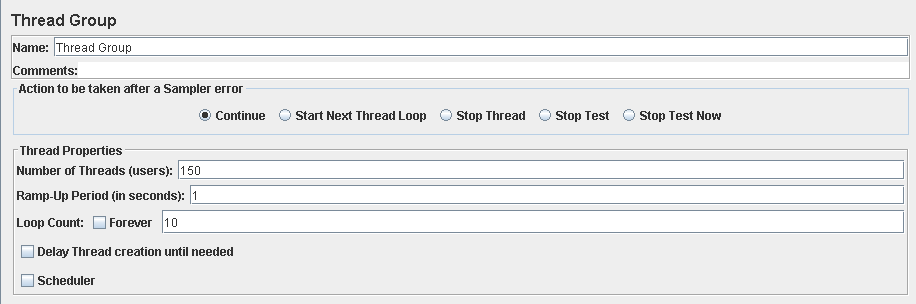 Thread Group
Name: Thread Group
Comments:
Action to be taken after a Sampler error
Continue Start Next Thread Loop Stop Thread Stop Test Stop Test Now
Thread Properties
Number of Threads (users): 150
Ramp-Up Period (in seconds): 1
Loop Count: Forever 10
Delay Thread creation until needed
Scheduler